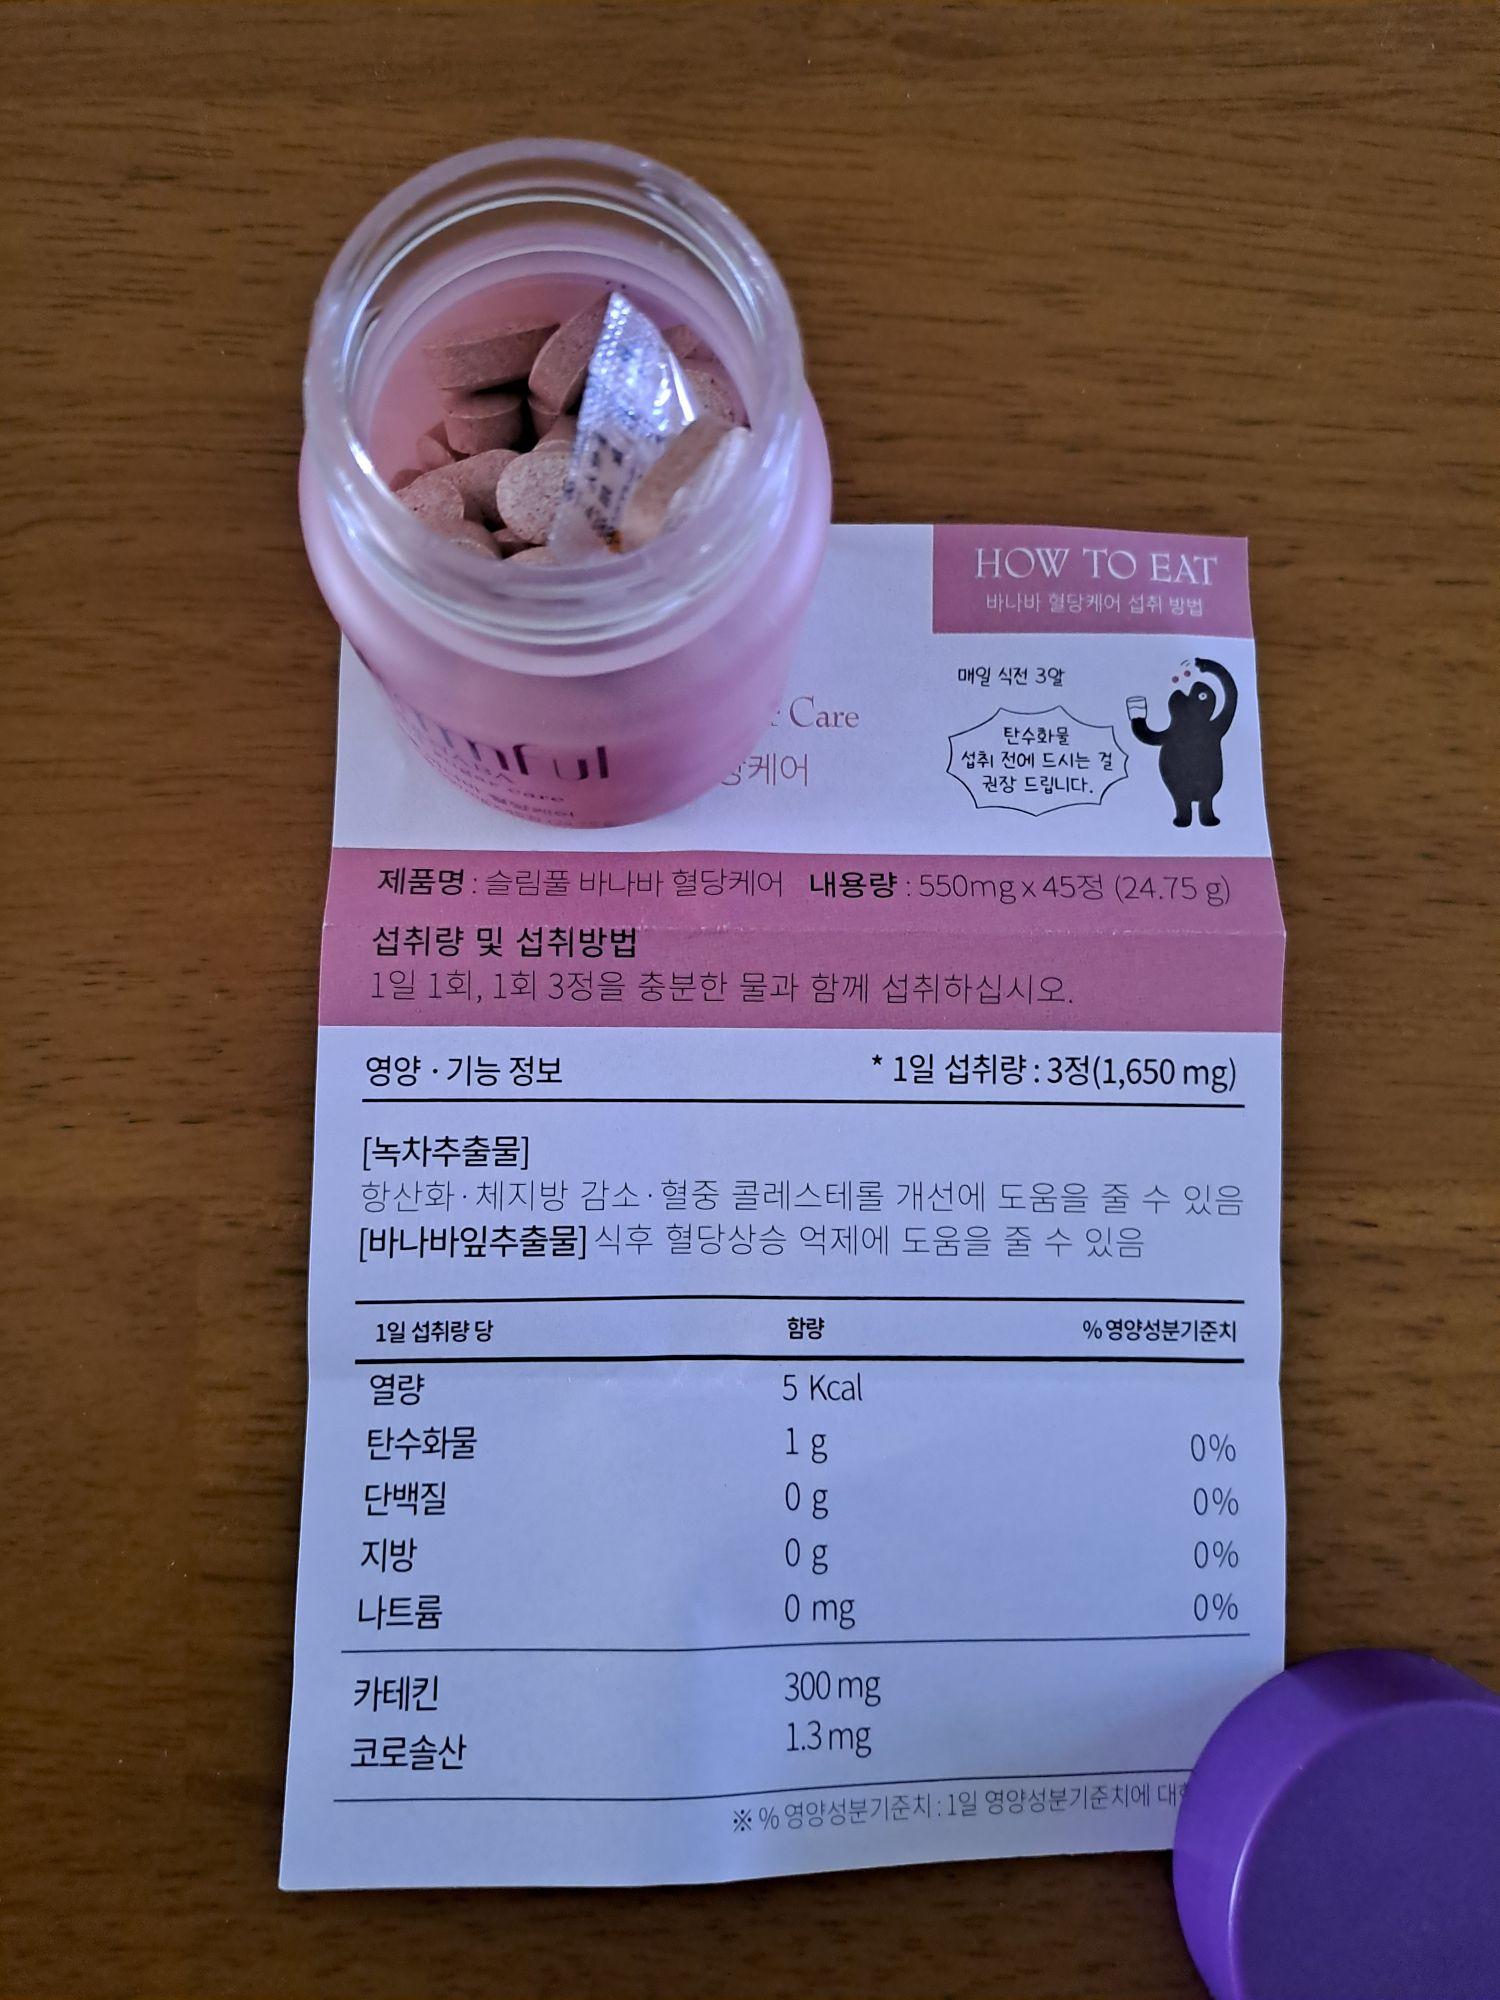 HOW TO EAT
바나바 혈당케어 섭취 방법
매일 식전 3알
탄수화물
섭취 전에 드시는 걸
권장 드립니다.
Care
케어
mful
ABA
care
제품명 : 슬림풀 바나바 혈당케어 내용량 : 550mg x 45정 (24.75 g)
섭취량 및 섭취방법
1일 1회, 1회 3정을 충분한 물과 함께 섭취하십시오.
영양 · 기능 정보 * 1일 섭취량 : 3정(1,650 mg)
[녹차추출물]
항산화 · 체지방 감소 · 혈중 콜레스테롤 개선에 도움을 줄 수 있음
[바나바잎추출물] 식후 혈당상승 억제에 도움을 줄 수 있음
1일 섭취량 당 함량 % 영양성분기준치
열량 5 Kcal
탄수화물 1 g 0%
단백질 0 g 0%
지방 0 g 0%
나트륨 0 mg 0%
카테킨 300 mg
코로솔산 1.3 mg
※ % 영양성분기준치 : 1일 영양성분기준치에